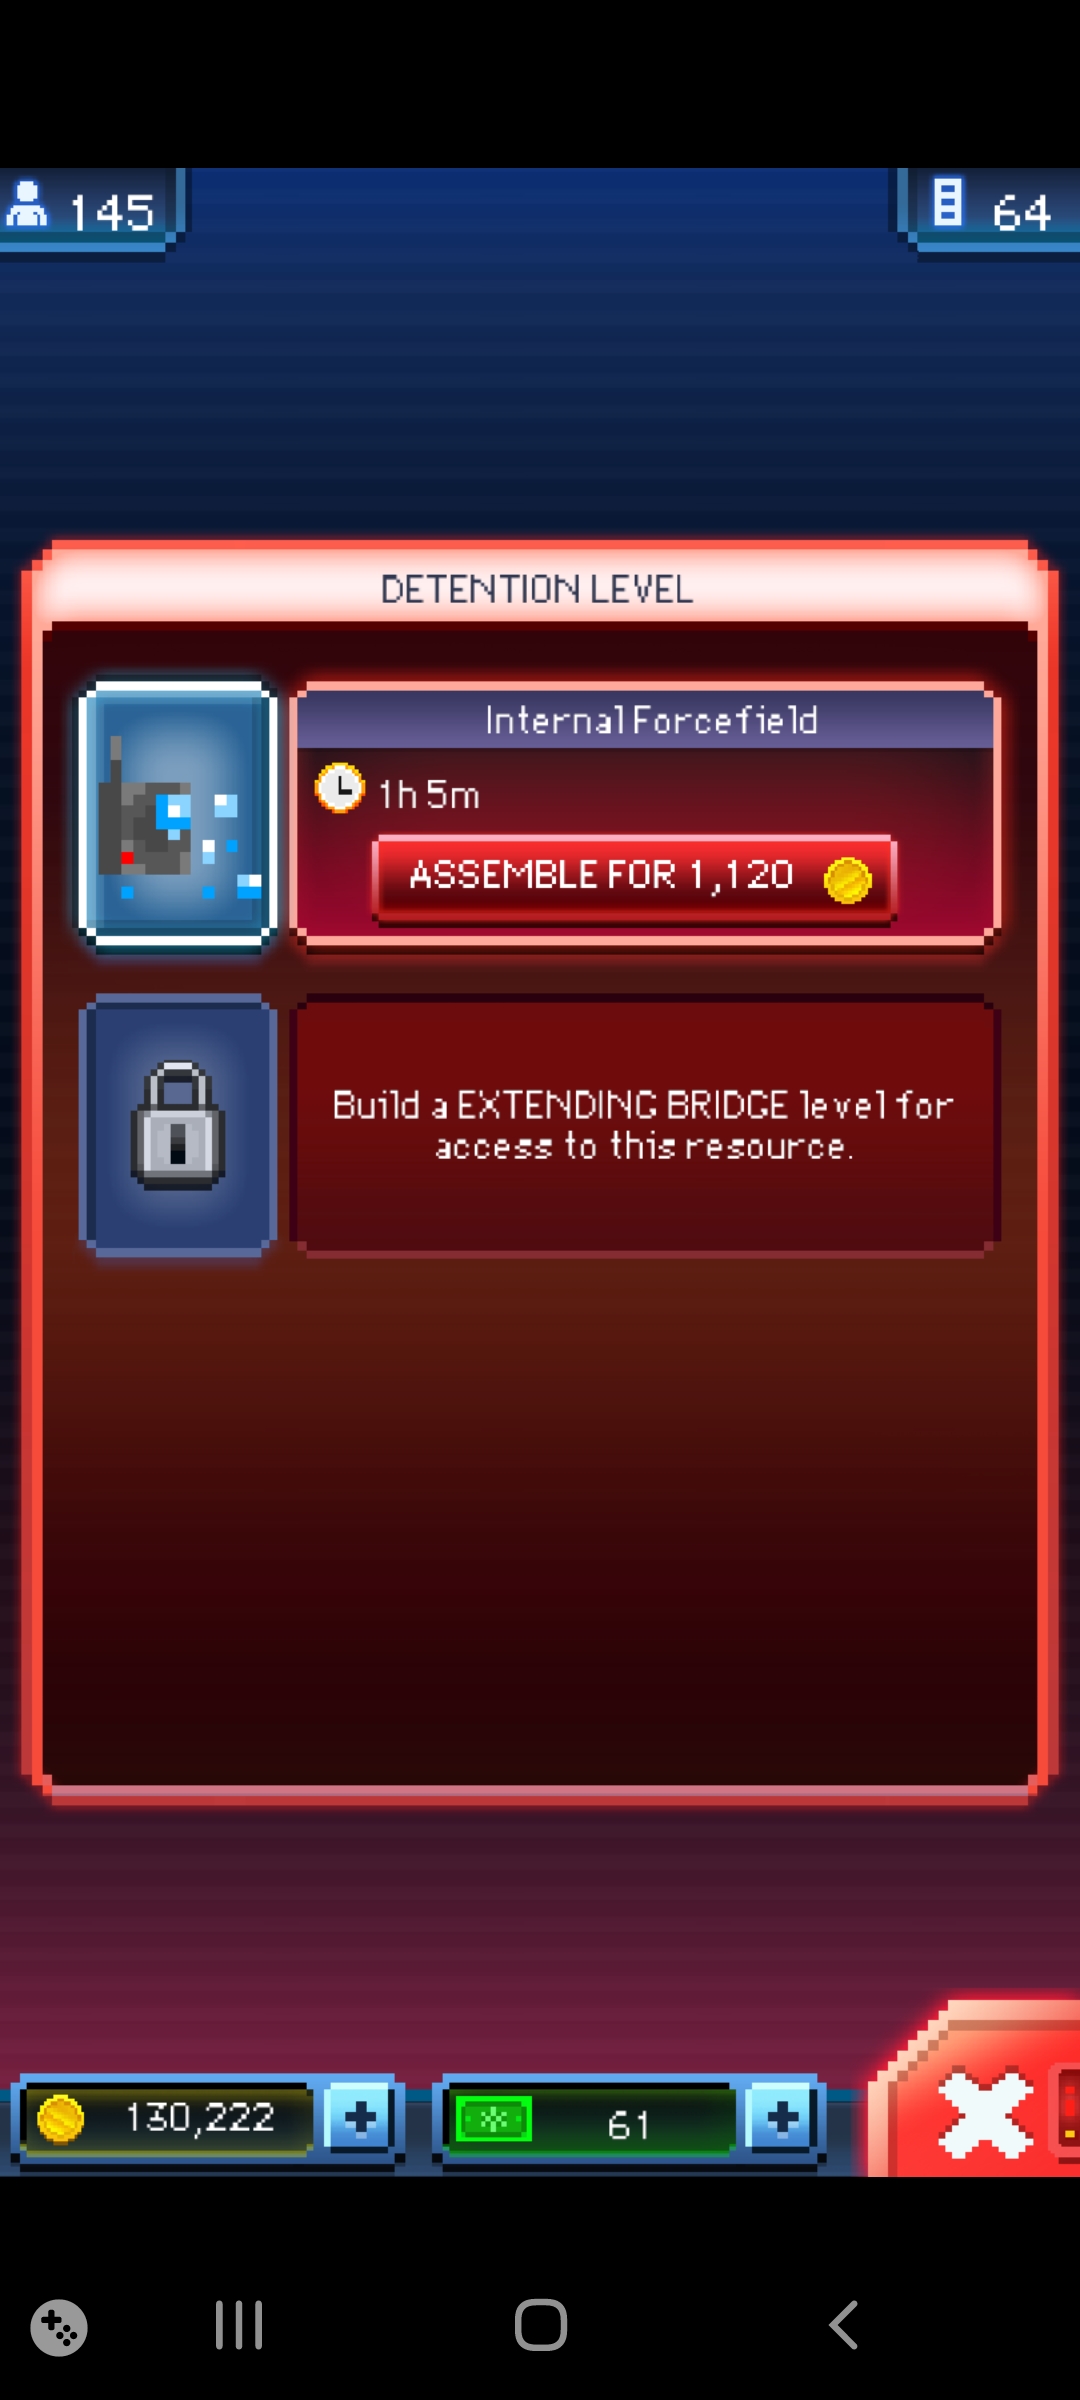 145
64
DETENTION LEVEL
Internal Forcefield
1h 5m
ASSEMBLE FOR 1,120
Build a EXTENDING BRIDGE level for
access to this resource.
130,222
61